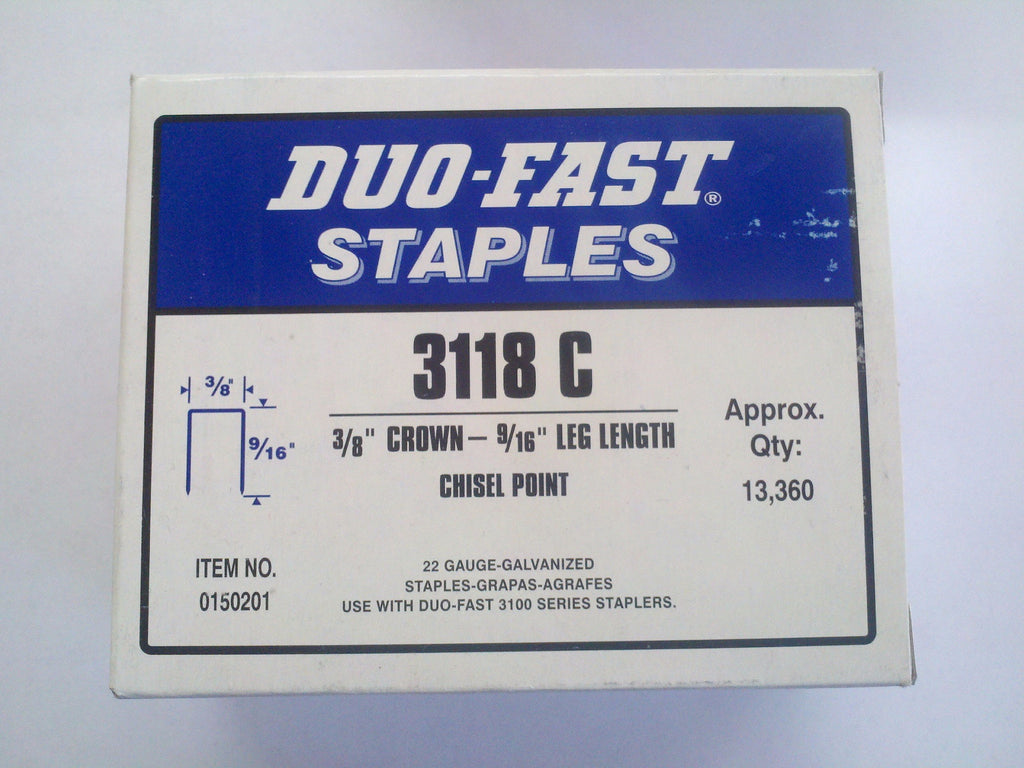 DUO-FAST®
STAPLES
3118 C
3/8" CROWN – 9/16" LEG LENGTH
CHISEL POINT
3/8"
9/16"
Approx.
Qty:
13,360
ITEM NO.
0150201
22 GAUGE-GALVANIZED
STAPLES-GRAPAS-AGRAFES
USE WITH DUO-FAST 3100 SERIES STAPLERS.